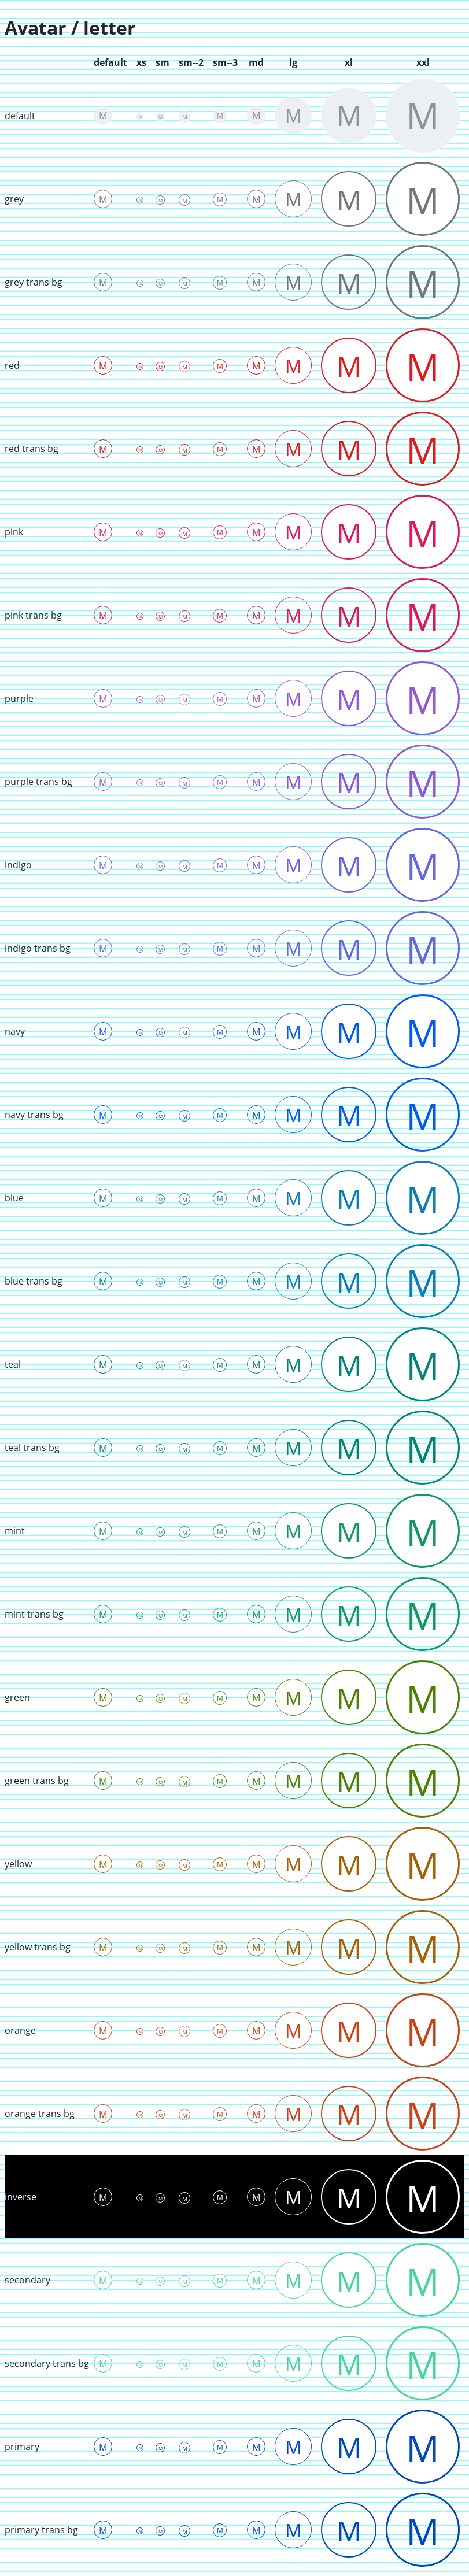 Avatar / letter
default xs sm sm--2 sm--3 md lg xl xxl
default M M M M M M M M M
grey M M M M M M M M M
grey trans bg M M M M M M M M M
red M M M M M M M M M
red trans bg M M M M M M M M M
pink M M M M M M M M M
pink trans bg M M M M M M M M M
purple M M M M M M M M M
purple trans bg M M M M M M M M M
indigo M M M M M M M M M
indigo trans bg M M M M M M M M M
navy M M M M M M M M M
navy trans bg M M M M M M M M M
blue M M M M M M M M M
blue trans bg M M M M M M M M M
teal M M M M M M M M M
teal trans bg M M M M M M M M M
mint M M M M M M M M M
mint trans bg M M M M M M M M M
green M M M M M M M M M
green trans bg M M M M M M M M M
yellow M M M M M M M M M
yellow trans bg M M M M M M M M M
orange M M M M M M M M M
orange trans bg M M M M M M M M M
inverse M M M M M M M M M
secondary M M M M M M M M M
secondary trans bg M M M M M M M M M
primary M M M M M M M M M
primary trans bg M M M M M M M M M